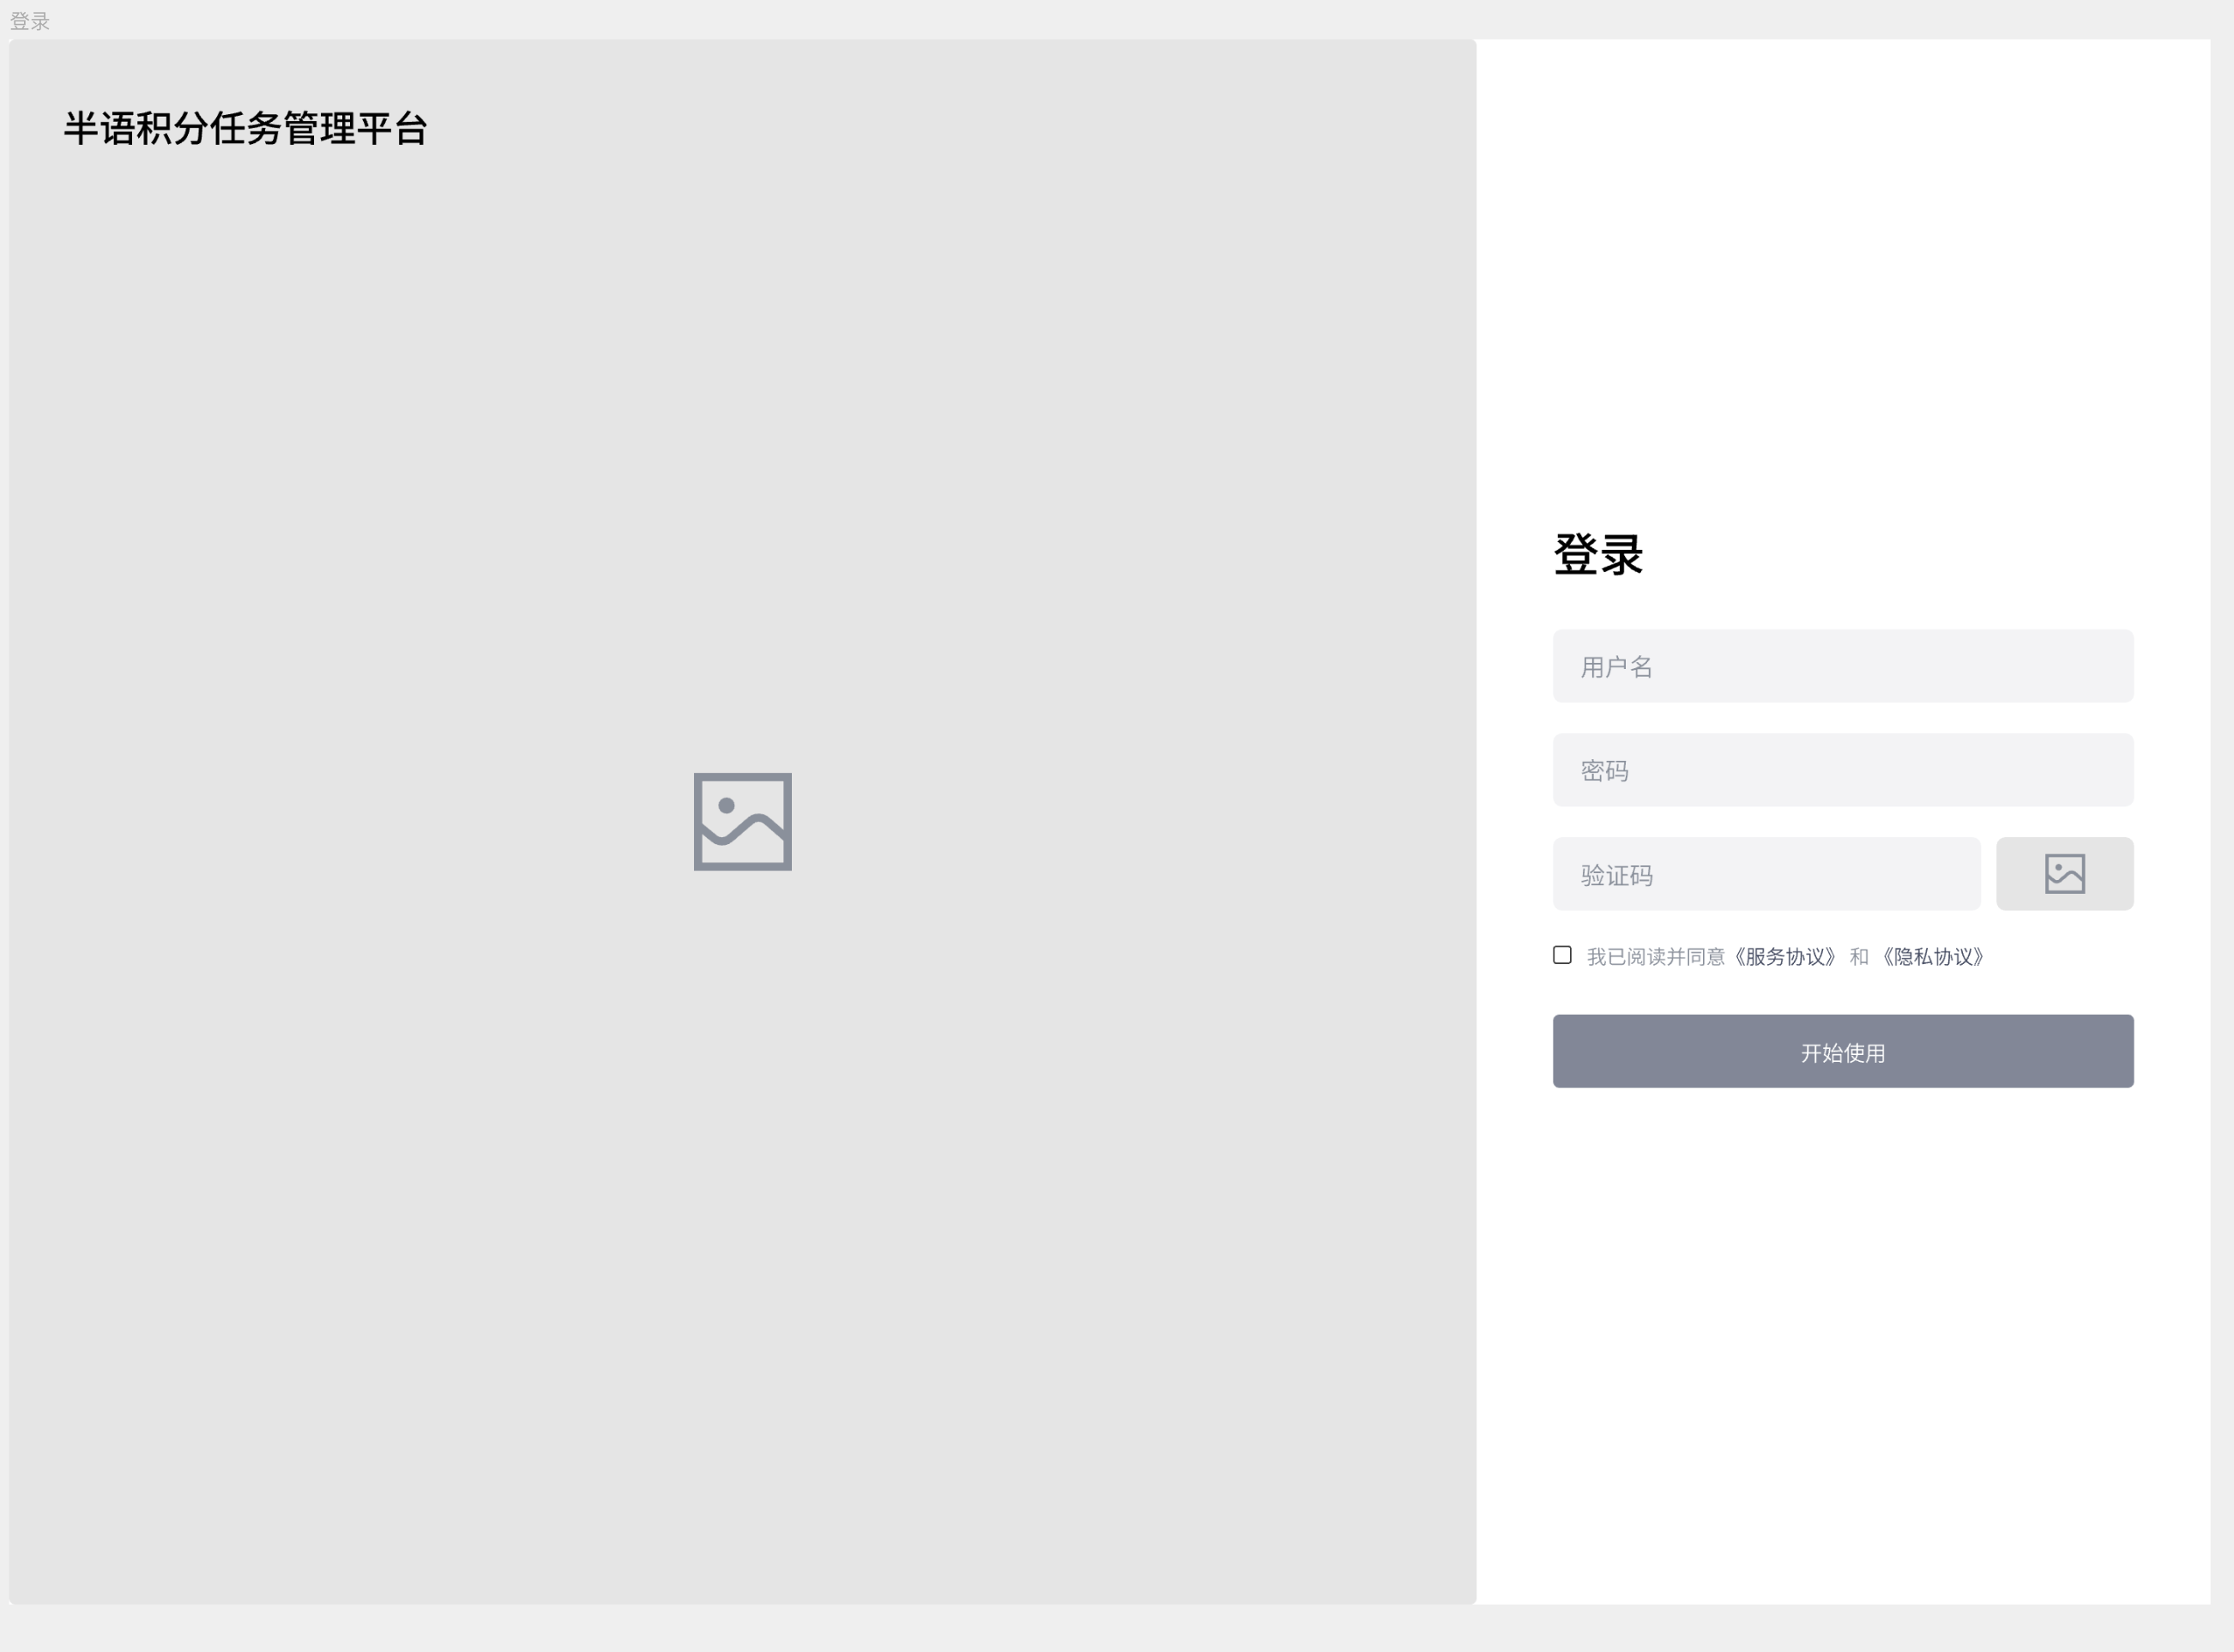 登录
半语积分任务管理平台
登录
用户名
密码
验证码
我已阅读并同意《服务协议》 和 《隐私协议》
开始使用